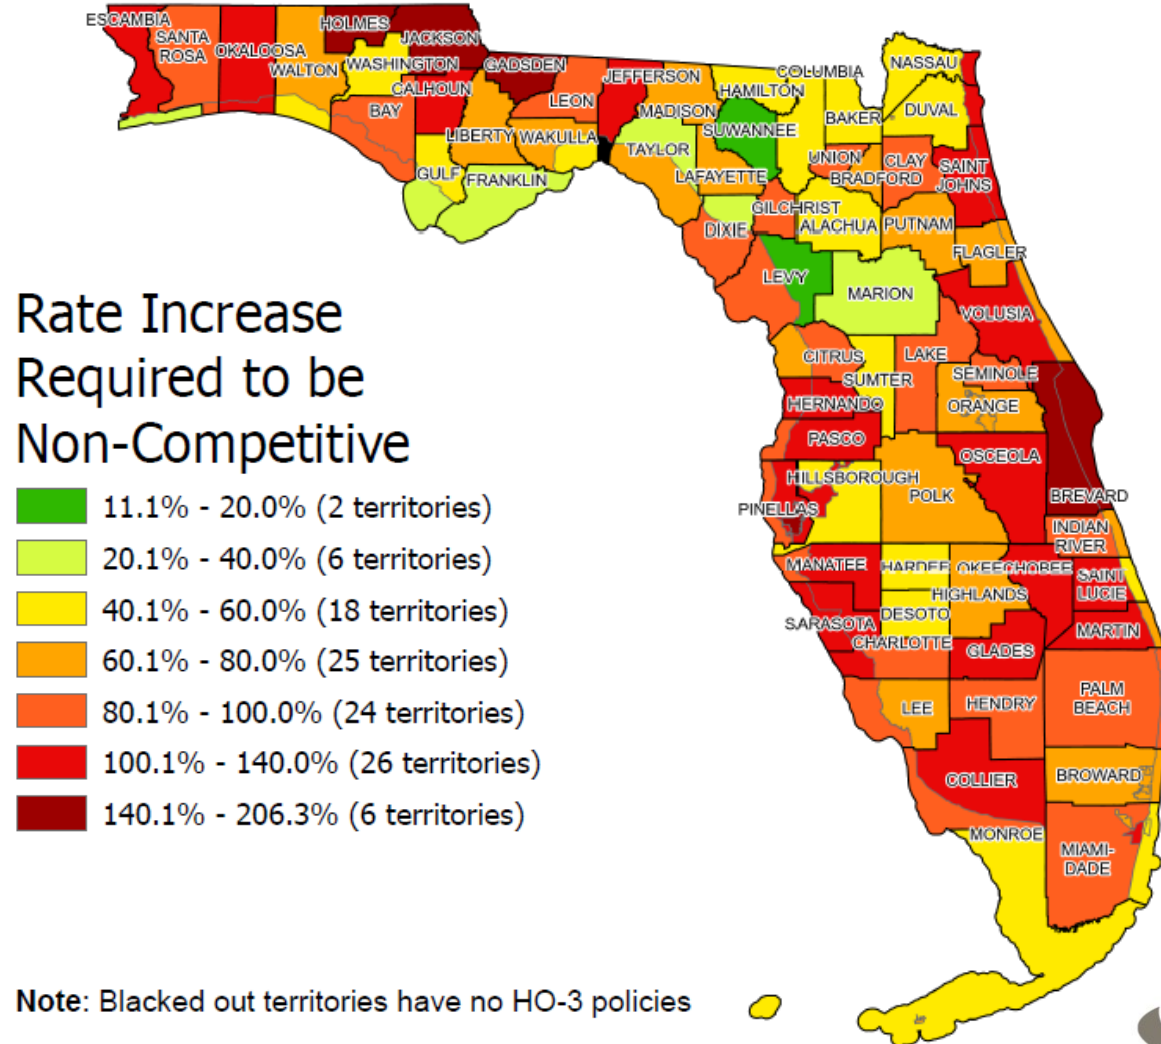 ESCAMBIA
SANTA
ROSA
OKALOOSA
WALTON
HOLMES
JACKSON
WASHINGTON
CALHOUN
BAY
GADSDEN
LEON
LIBERTY
WAKULLA
GULF
FRANKLIN
JEFFERSON
MADISON
TAYLOR
HAMILTON
SUWANNEE
LAFAYETTE
DIXIE
COLUMBIA
BAKER
NASSAU
DUVAL
UNION
BRADFORD
CLAY
SAINT
JOHNS
GILCHRIST
ALACHUA
PUTNAM
FLAGLER
LEVY
MARION
VOLUSIA
CITRUS
LAKE
SUMTER
SEMINOLE
HERNANDO
ORANGE
PASCO
OSCEOLA
HILLSBOROUGH
POLK
PINELLAS
BREVARD
INDIAN
RIVER
MANATEE
HARDEE
OKEECHOBEE
SAINT
LUCIE
HIGHLANDS
SARASOTA
DESOTO
CHARLOTTE
MARTIN
GLADES
LEE
HENDRY
PALM
BEACH
COLLIER
BROWARD
MONROE
MIAMI-
DADE
Rate Increase
Required to be
Non-Competitive
11.1% - 20.0% (2 territories)
20.1% - 40.0% (6 territories)
40.1% - 60.0% (18 territories)
60.1% - 80.0% (25 territories)
80.1% - 100.0% (24 territories)
100.1% - 140.0% (26 territories)
140.1% - 206.3% (6 territories)
Note: Blacked out territories have no HO-3 policies